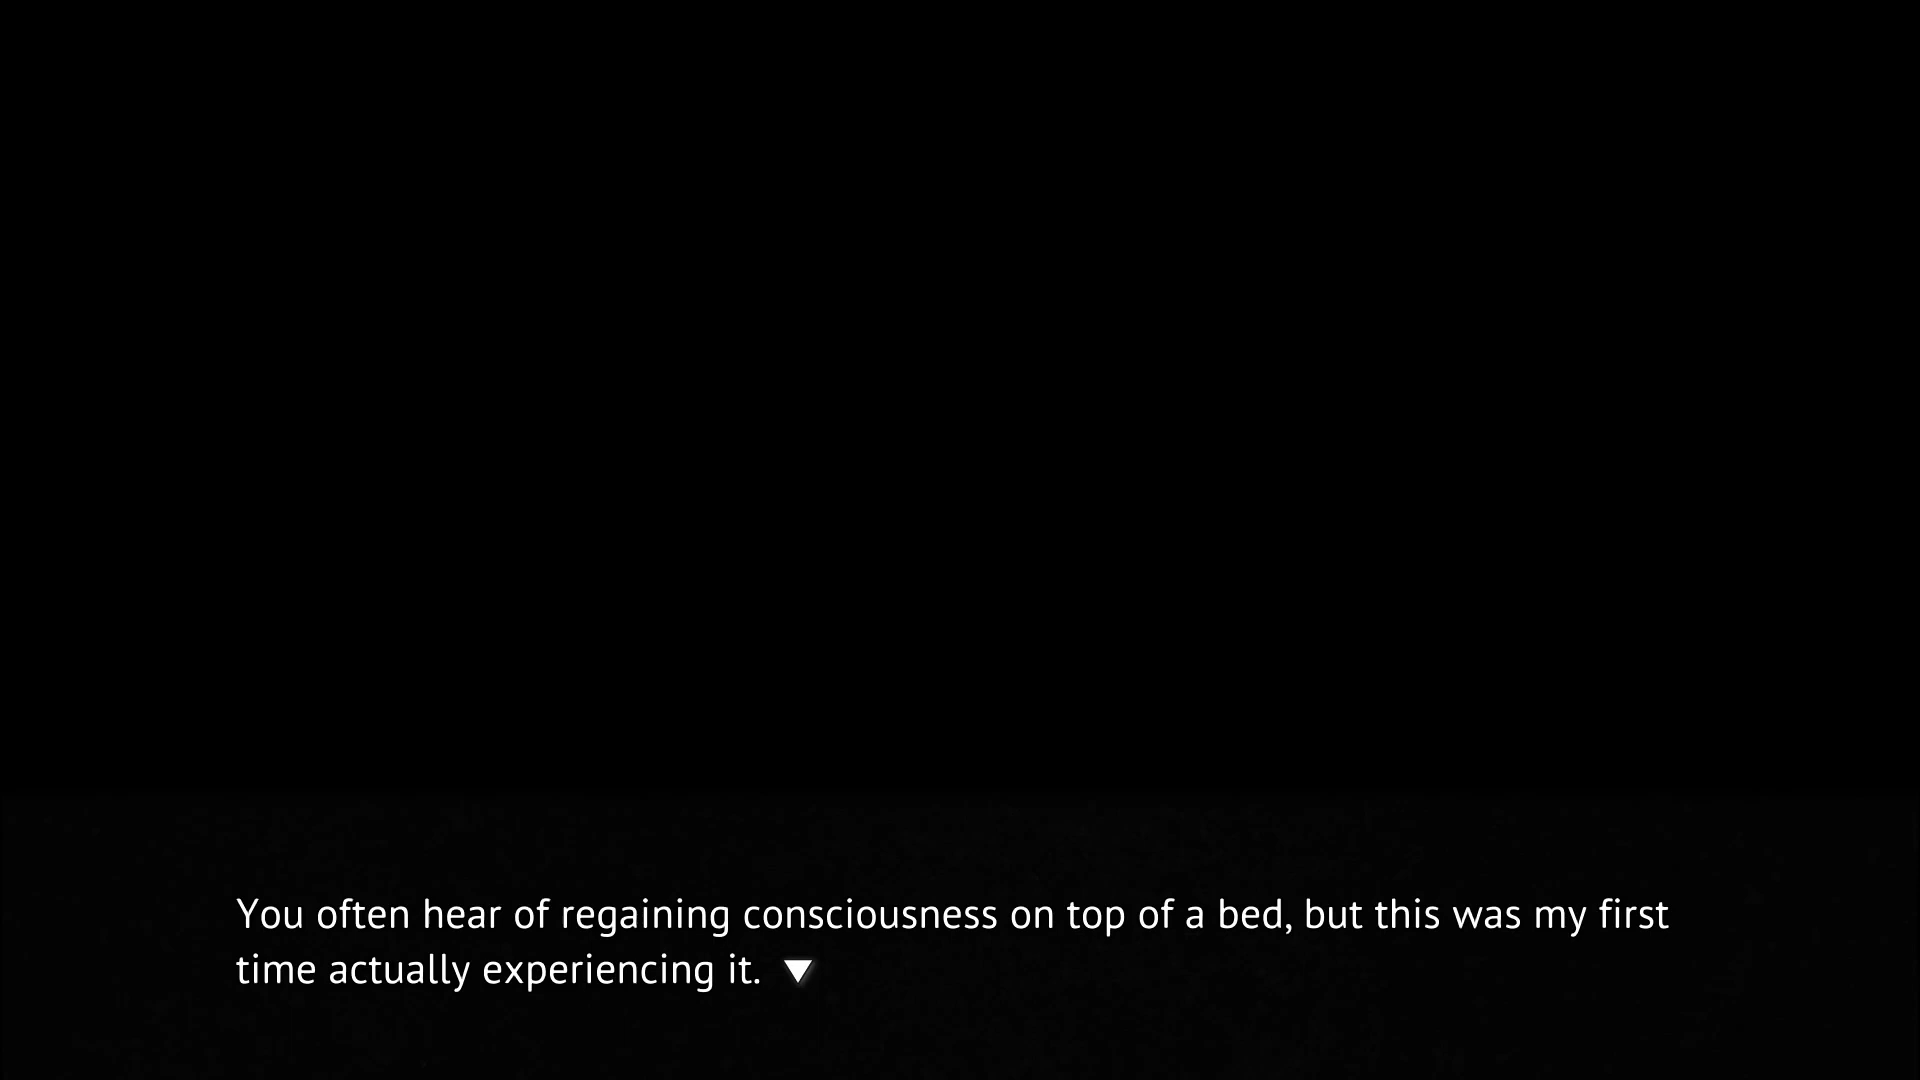 You often hear of regaining consciousness on top of a bed, but this was my first
time actually experiencing it.